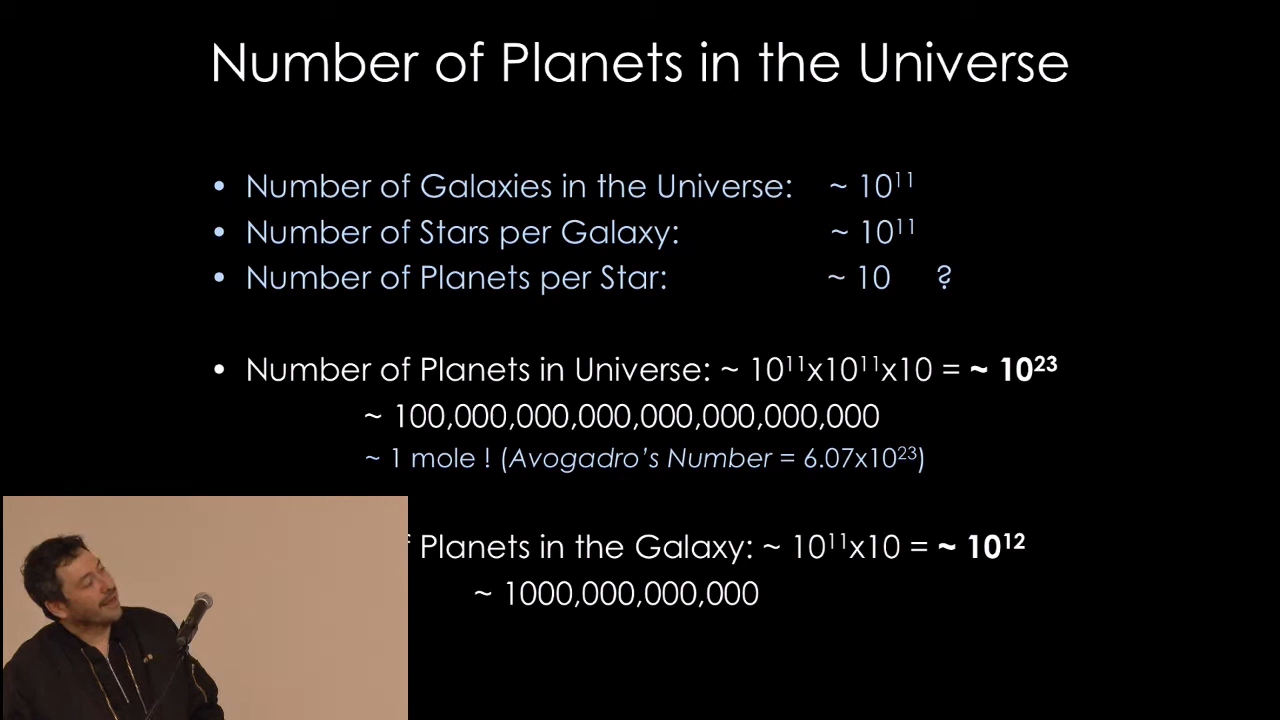 Number of Planets in the Universe
• Number of Galaxies in the Universe: ~ 10¹¹
• Number of Stars per Galaxy: ~ 10¹¹
• Number of Planets per Star: ~ 10 ?
• Number of Planets in Universe: ~ 10¹¹x10¹¹x10 = ~ 10²³
~ 100,000,000,000,000,000,000,000
~ 1 mole ! (Avogadro's Number = 6.07x10²³)
Planets in the Galaxy: ~ 10¹¹x10 = ~ 10¹²
~ 1000,000,000,000